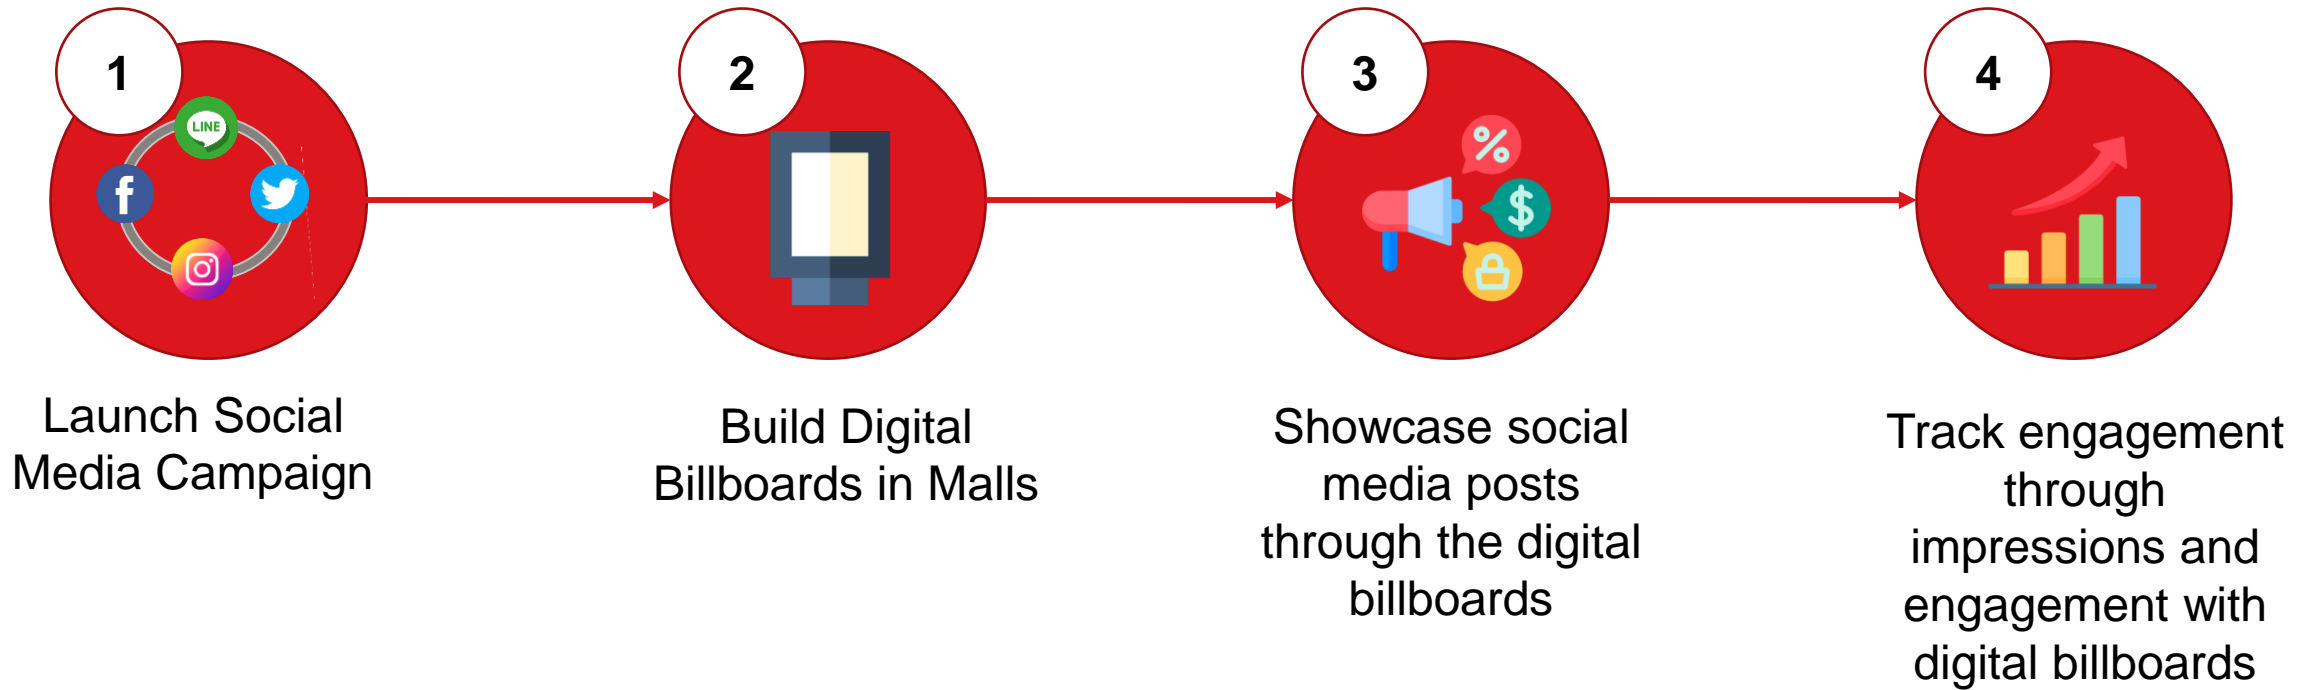 1
LINE
f
Launch Social
Media Campaign
2
Build Digital
Billboards in Malls
3
%
$
Showcase social
media posts
through the digital
billboards
4
Track engagement
through
impressions and
engagement with
digital billboards